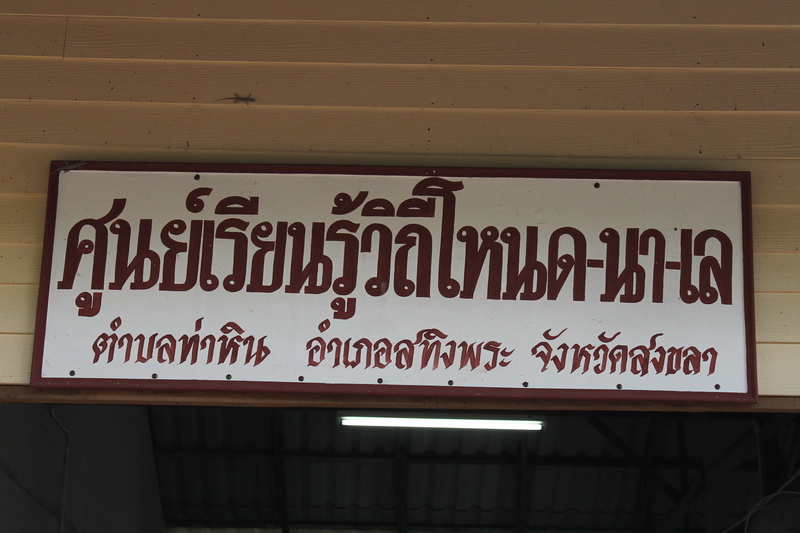 ศูนย์เรียนรู้วิถีโหนด-นา-เล
ตำบลท่าหิน อำเภอสทิงพระ จังหวัดสงขลา